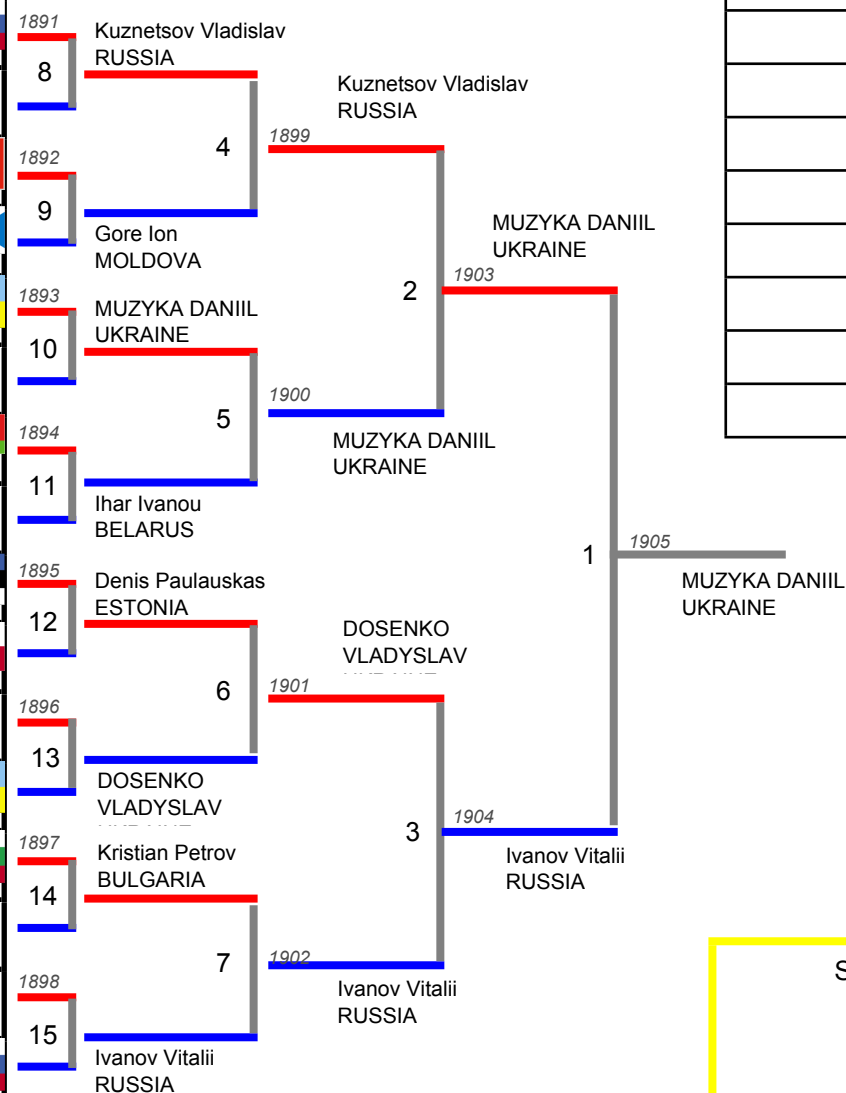 1891
Kuznetsov Vladislav
RUSSIA
8
Kuznetsov Vladislav
RUSSIA
4
1899
1892
9
Gore Ion
MOLDOVA
MUZYKA DANIIL
UKRAINE
2
1903
1893
MUZYKA DANIIL
UKRAINE
10
5
1900
MUZYKA DANIIL
UKRAINE
1894
11
Ihar Ivanou
BELARUS
1
1905
MUZYKA DANIIL
UKRAINE
1895
Denis Paulauskas
ESTONIA
12
DOSENKO
VLADYSLAV
6
1901
1896
13
DOSENKO
VLADYSLAV
3
1904
Ivanov Vitalii
RUSSIA
1897
Kristian Petrov
BULGARIA
14
7
1902
Ivanov Vitalii
RUSSIA
1898
15
Ivanov Vitalii
RUSSIA
S